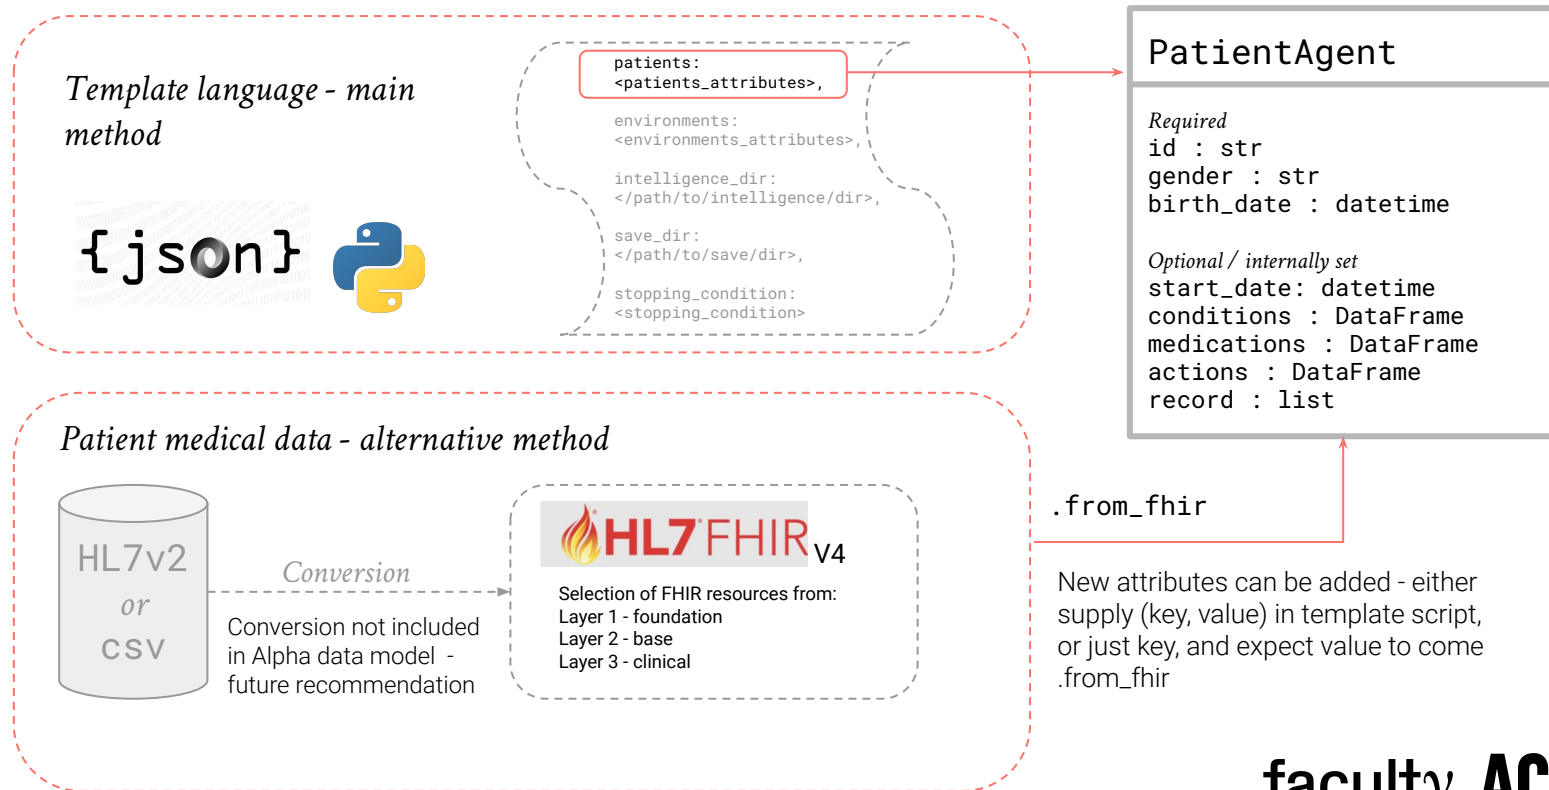 Template language - main
method
{json}
patients:
<patients_attributes>,
environments:
<environments_attributes>,
intelligence_dir:
</path/to/intelligence/dir>,
save_dir:
</path/to/save/dir>,
stopping_condition:
<stopping_condition>
PatientAgent
Required
id : str
gender : str
birth_date : datetime
Optional / internally set
start_date: datetime
conditions : DataFrame
medications : DataFrame
actions : DataFrame
record : list
Patient medical data - alternative method
HL7v2
or
csv
Conversion
Conversion not included
in Alpha data model -
future recommendation
HL7 FHIR V4
Selection of FHIR resources from:
Layer 1 - foundation
Layer 2 - base
Layer 3 - clinical
.from_fhir
New attributes can be added - either
supply (key, value) in template script,
or just key, and expect value to come
.from_fhir
faculty AC